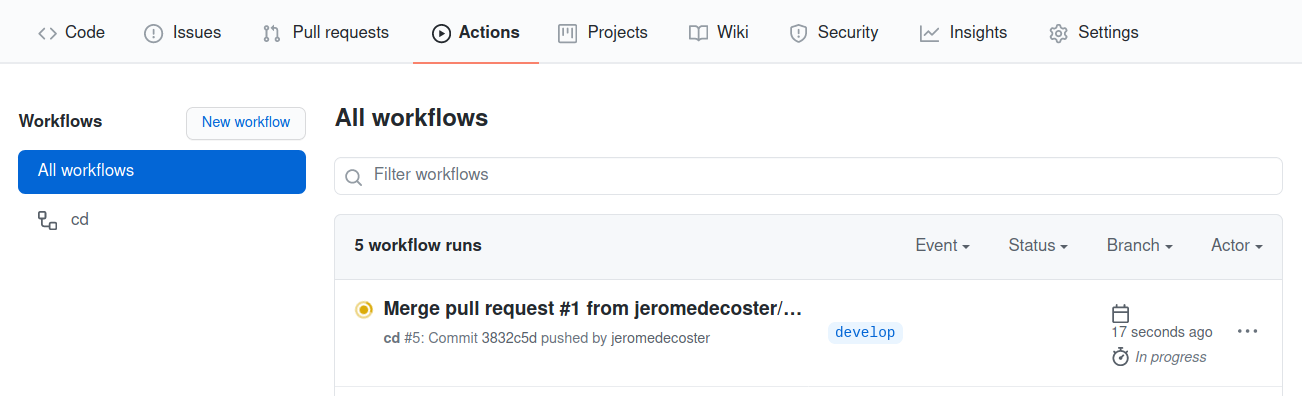 Code Issues Pull requests Actions Projects Wiki Security Insights Settings
Workflows
New workflow
All workflows
cd
All workflows
Filter workflows
5 workflow runs
Event Status Branch Actor
Merge pull request #1 from jeromedecoster/...
cd #5: Commit 3832c5d pushed by jeromedecoster
develop
17 seconds ago
In progress